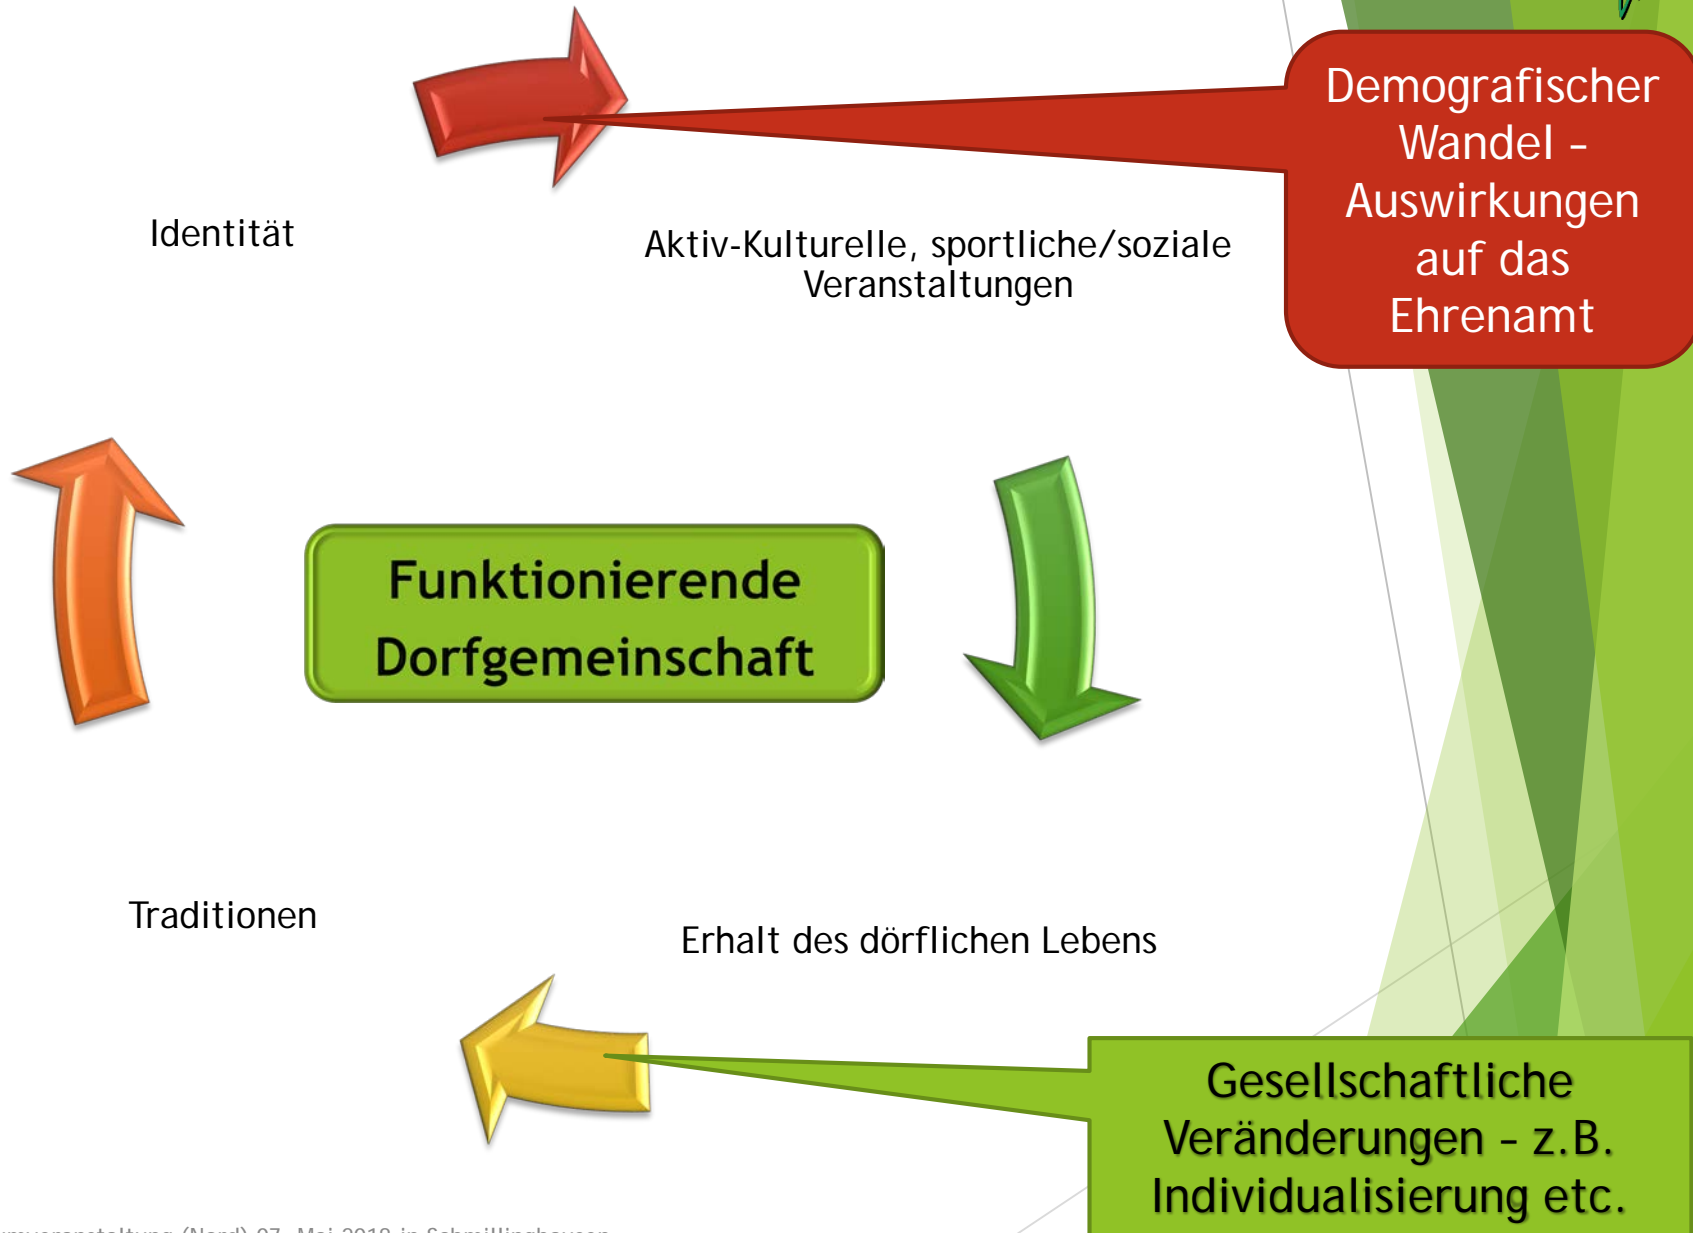 Demografischer
Wandel –
Auswirkungen
auf das
Ehrenamt
Identität
Aktiv-Kulturelle, sportliche/soziale
Veranstaltungen
Funktionierende
Dorfgemeinschaft
Traditionen
Erhalt des dörflichen Lebens
Gesellschaftliche
Veränderungen – z.B.
Individualisierung etc.